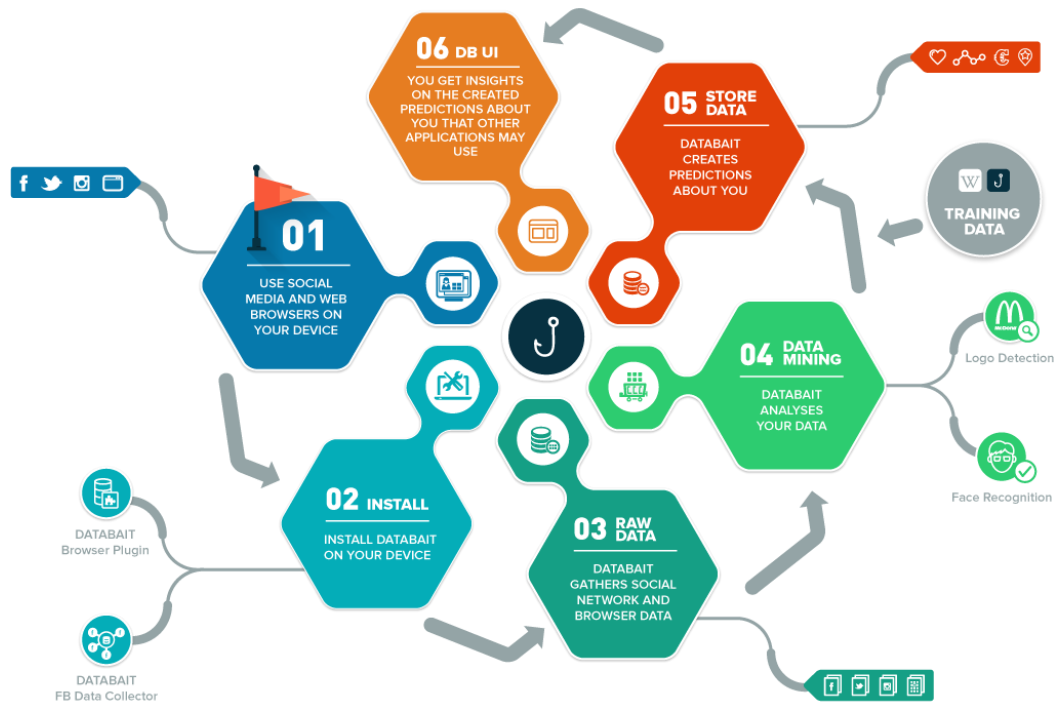 01
USE SOCIAL
MEDIA AND WEB
BROWSERS ON
YOUR DEVICE
02 INSTALL
INSTALL DATABAIT
ON YOUR DEVICE
DATABAIT
Browser Plugin
DATABAIT
FB Data Collector
03 RAW
DATA
DATABAIT
GATHERS SOCIAL
NETWORK AND
BROWSER DATA
04 DATA
MINING
DATABAIT
ANALYSES
YOUR DATA
McDonald
Logo Detection
Face Recognition
W
TRAINING
DATA
05 STORE
DATA
DATABAIT
CREATES
PREDICTIONS
ABOUT YOU
06 DB UI
YOU GET INSIGHTS
ON THE CREATED
PREDICTIONS ABOUT
YOU THAT OTHER
APPLICATIONS MAY
USE